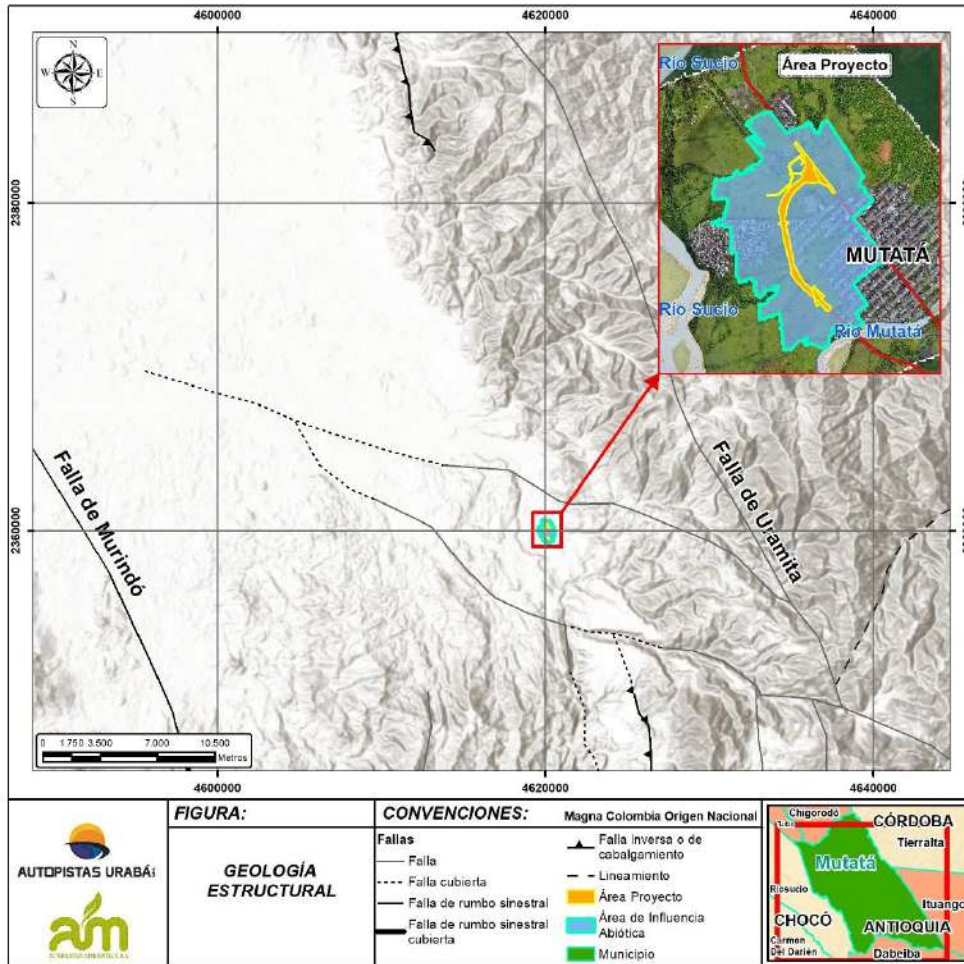 4600000
4620000
4640000
N
W
E
S
Río Sucio
Área Proyecto
MUTATÁ
Río Sucio
Río Mutatá
2380000
2360000
Falla de Murindó
Falla de Uramita
0 1.750 3.500 7.000 10.500
Metros
4600000
4620000
4640000
AUTOPISTAS URABÁ
am
FIGURA:
GEOLOGÍA
ESTRUCTURAL
CONVENCIONES:
Magna Colombia Origen Nacional
Fallas
Falla
Falla cubierta
Falla de rumbo sinestral
Falla de rumbo sinestral
cubierta
Falla inversa o de
cabalgamiento
Lineamiento
Área Proyecto
Área de Influencia
Abiótica
Municipio
Chigorodó
CÓRDOBA
Tierralta
Mutatá
Riosucio
Ituango
CHOCÓ
ANTIOQUIA
Carmen
Del Darién
Dabeiba